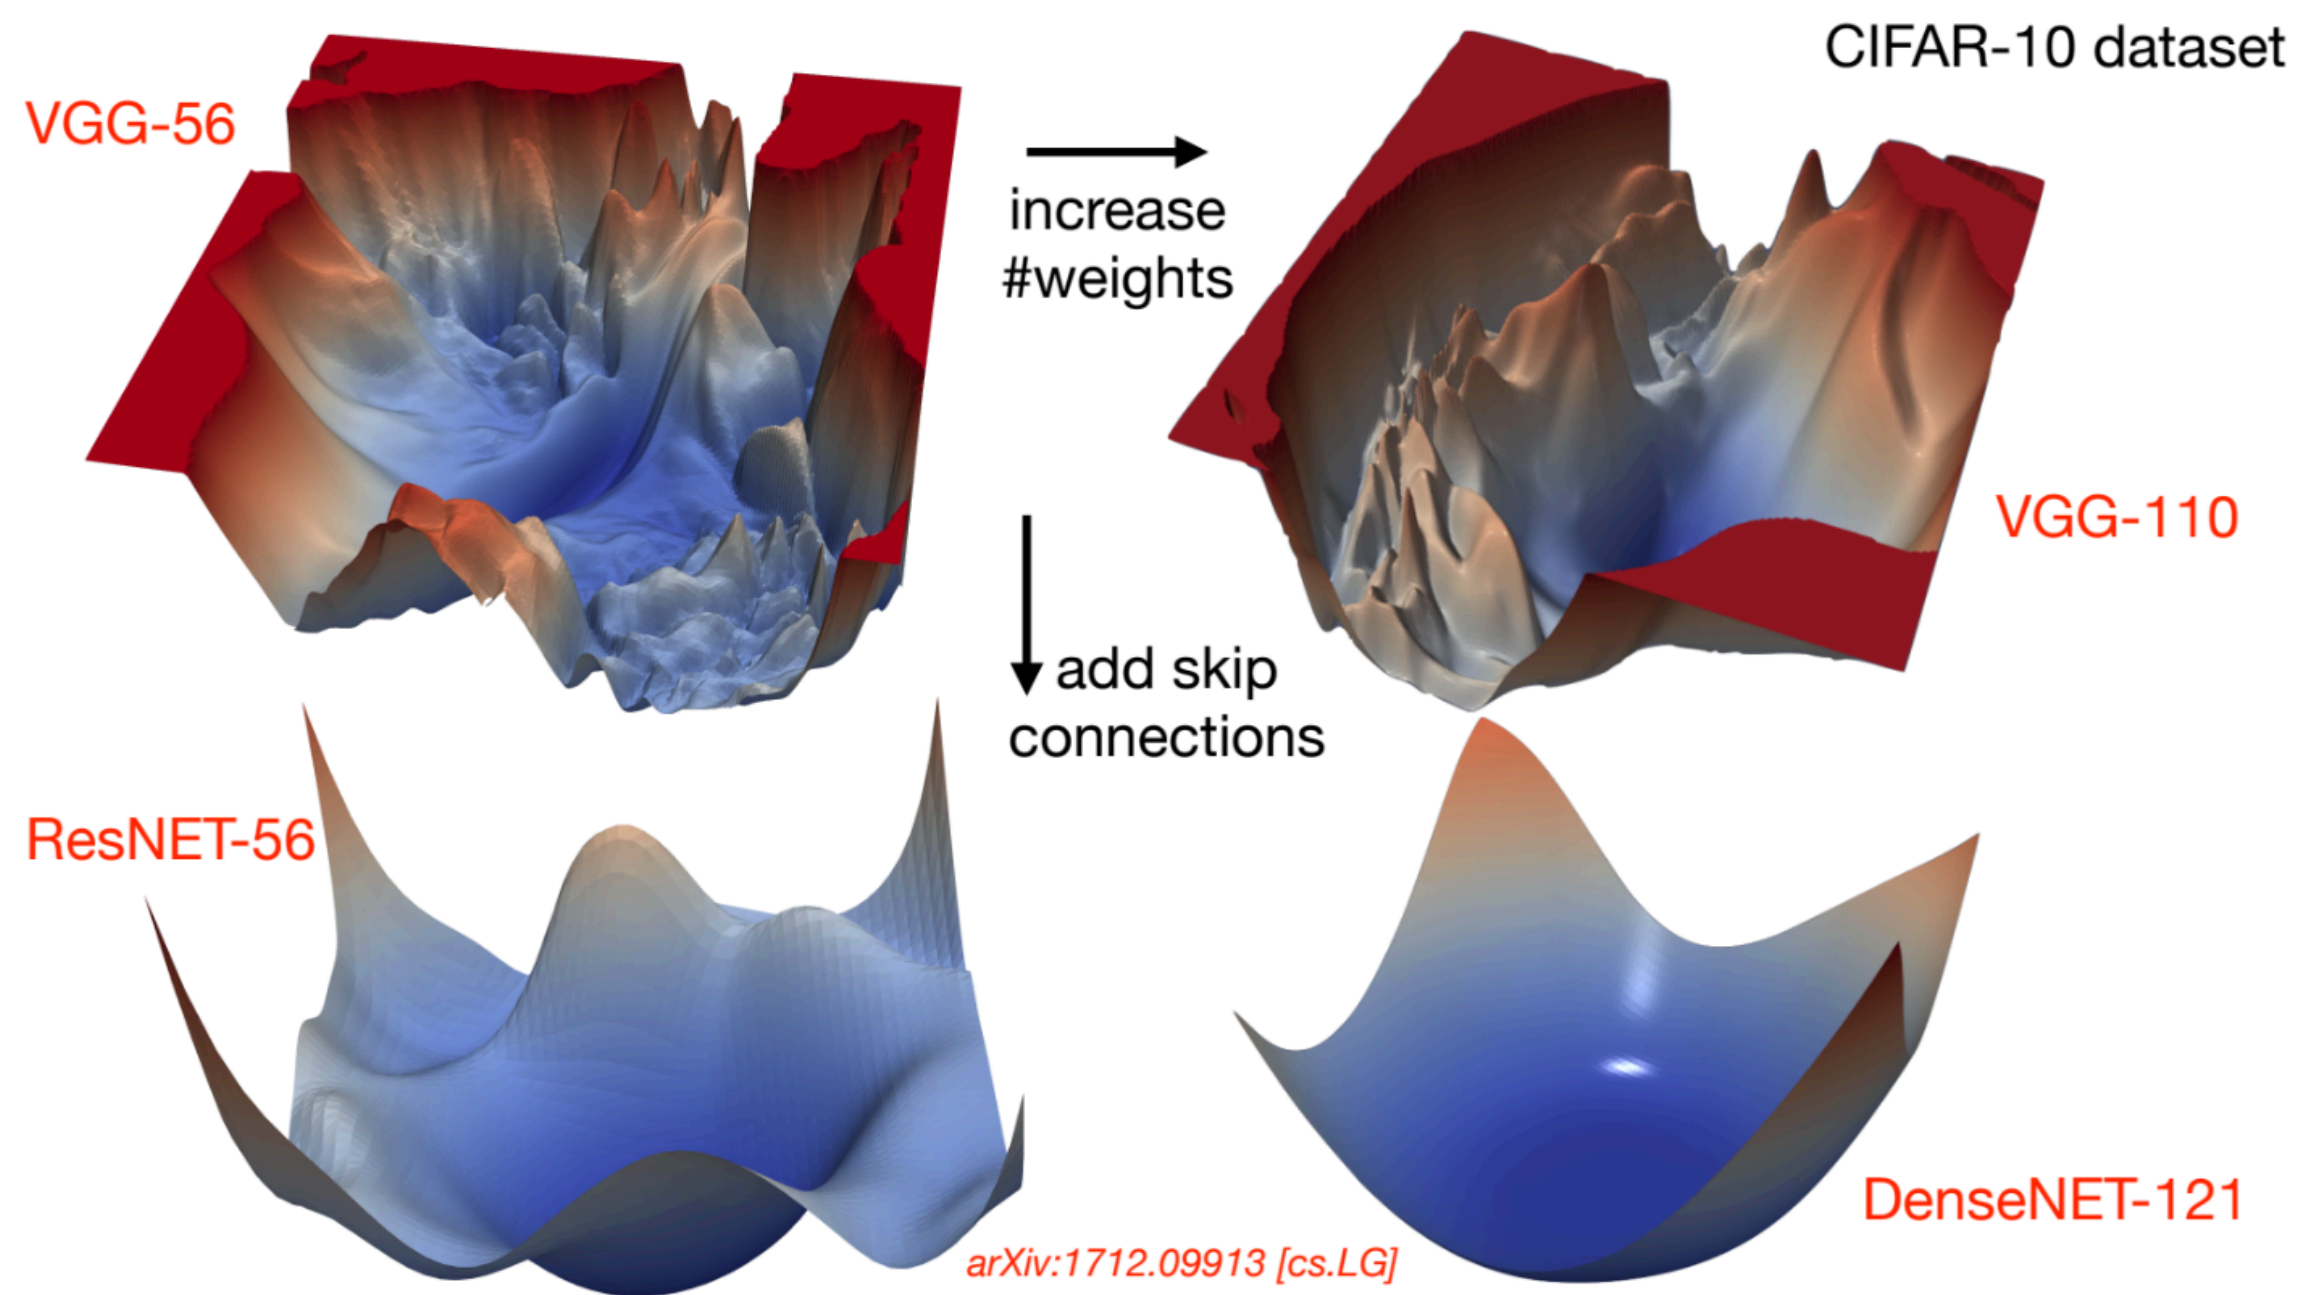 CIFAR-10 dataset
VGG-56
increase
#weights
VGG-110
add skip
connections
ResNET-56
DenseNET-121
arXiv:1712.09913 [cs.LG]